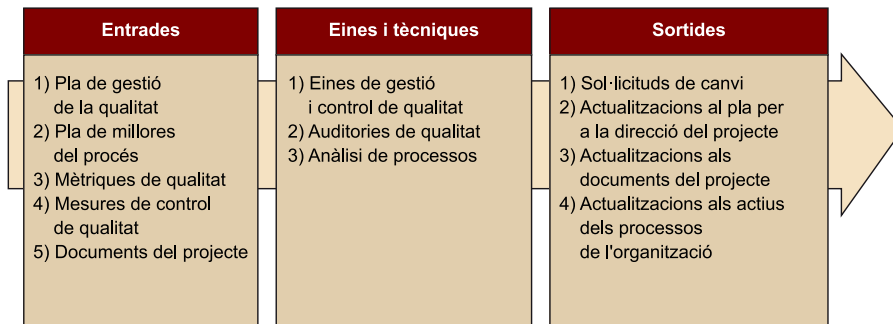 Entrades
1) Pla de gestió
de la qualitat
2) Pla de millores
del procés
3) Mètriques de qualitat
4) Mesures de control
de qualitat
5) Documents del projecte
Eines i tècniques
1) Eines de gestió
i control de qualitat
2) Auditories de qualitat
3) Anàlisi de processos
Sortides
1) Sol·licituds de canvi
2) Actualitzacions al pla per
a la direcció del projecte
3) Actualitzacions als
documents del projecte
4) Actualitzacions als actius
dels processos
de l'organització